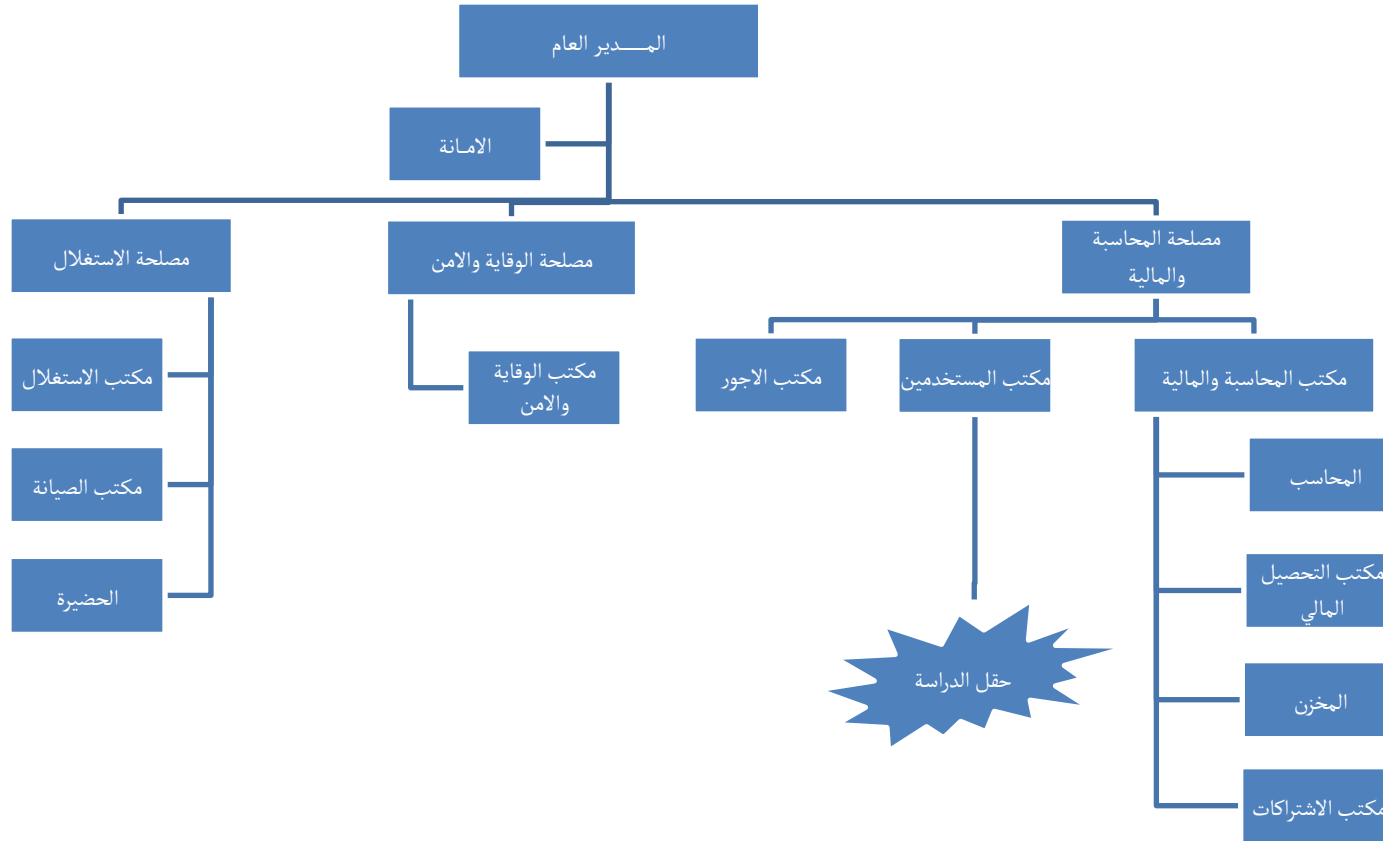 المـــــدير العام
الامـانة
مصلحة المحاسبة
والمالية
مصلحة الوقاية والامن
مصلحة الاستغلال
مكتب المحاسبة والمالية
مكتب المستخدمين
مكتب الاجور
مكتب الوقاية
والامن
مكتب الاستغلال
المحاسب
مكتب الصيانة
مكتب التحصيل
المالي
الحضيرة
حقل الدراسة
المخزن
مكتب الاشتراكات